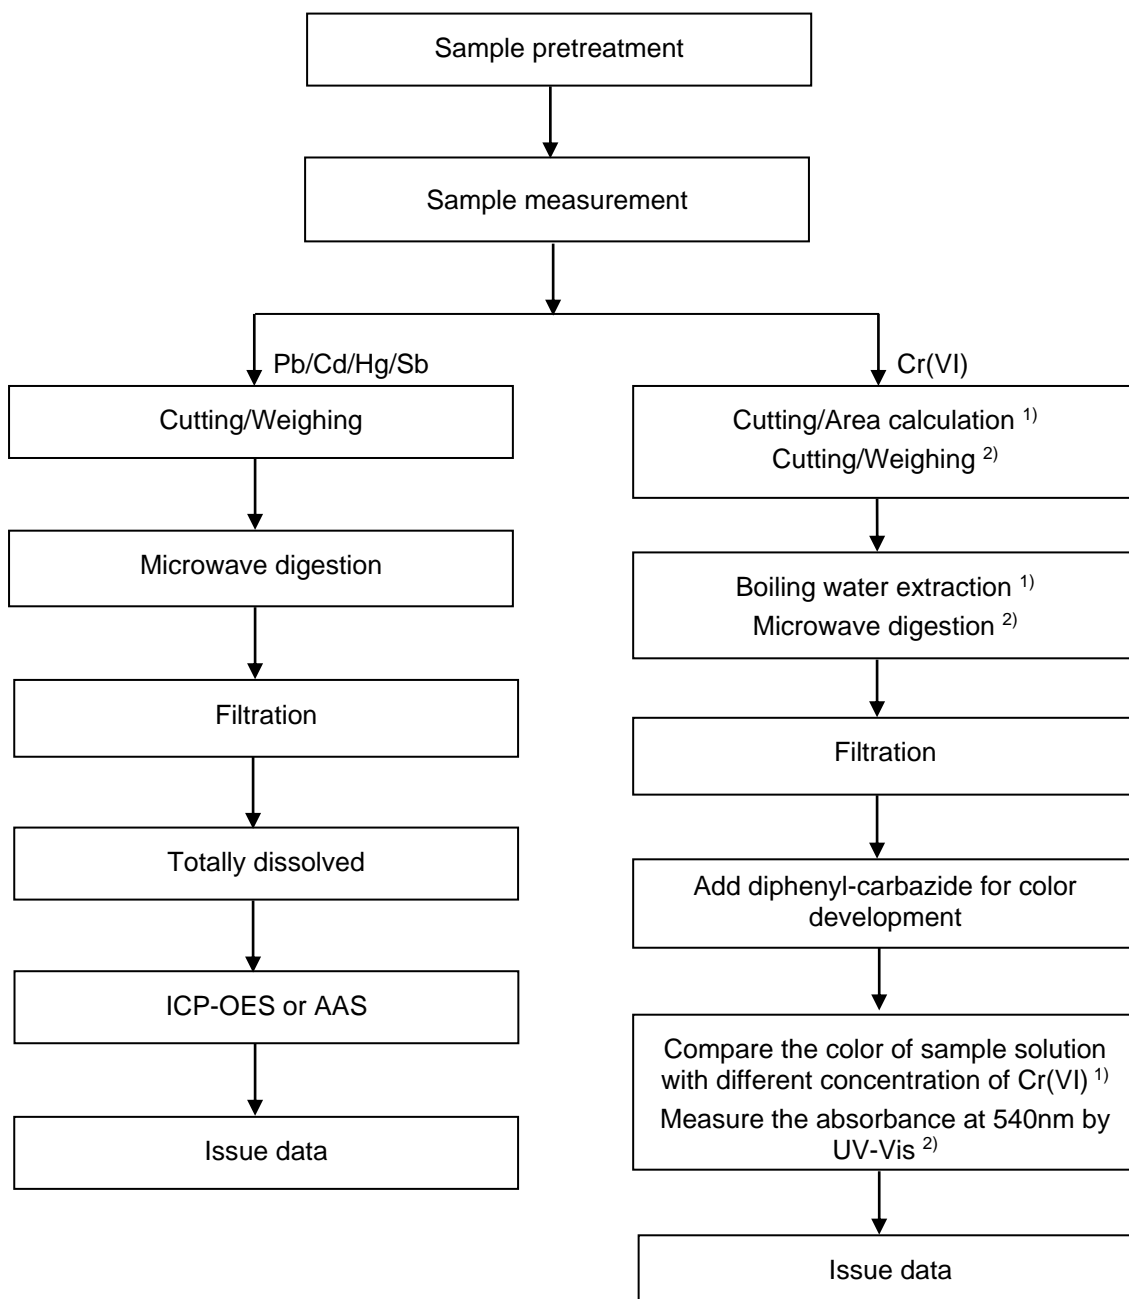 Sample pretreatment
Sample measurement
Pb/Cd/Hg/Sb
Cutting/Weighing
Microwave digestion
Filtration
Totally dissolved
ICP-OES or AAS
Issue data
Cr(VI)
Cutting/Area calculation 1)
Cutting/Weighing 2)
Boiling water extraction 1)
Microwave digestion 2)
Filtration
Add diphenyl-carbazide for color
development
Compare the color of sample solution
with different concentration of Cr(VI) 1)
Measure the absorbance at 540nm by
UV-Vis 2)
Issue data